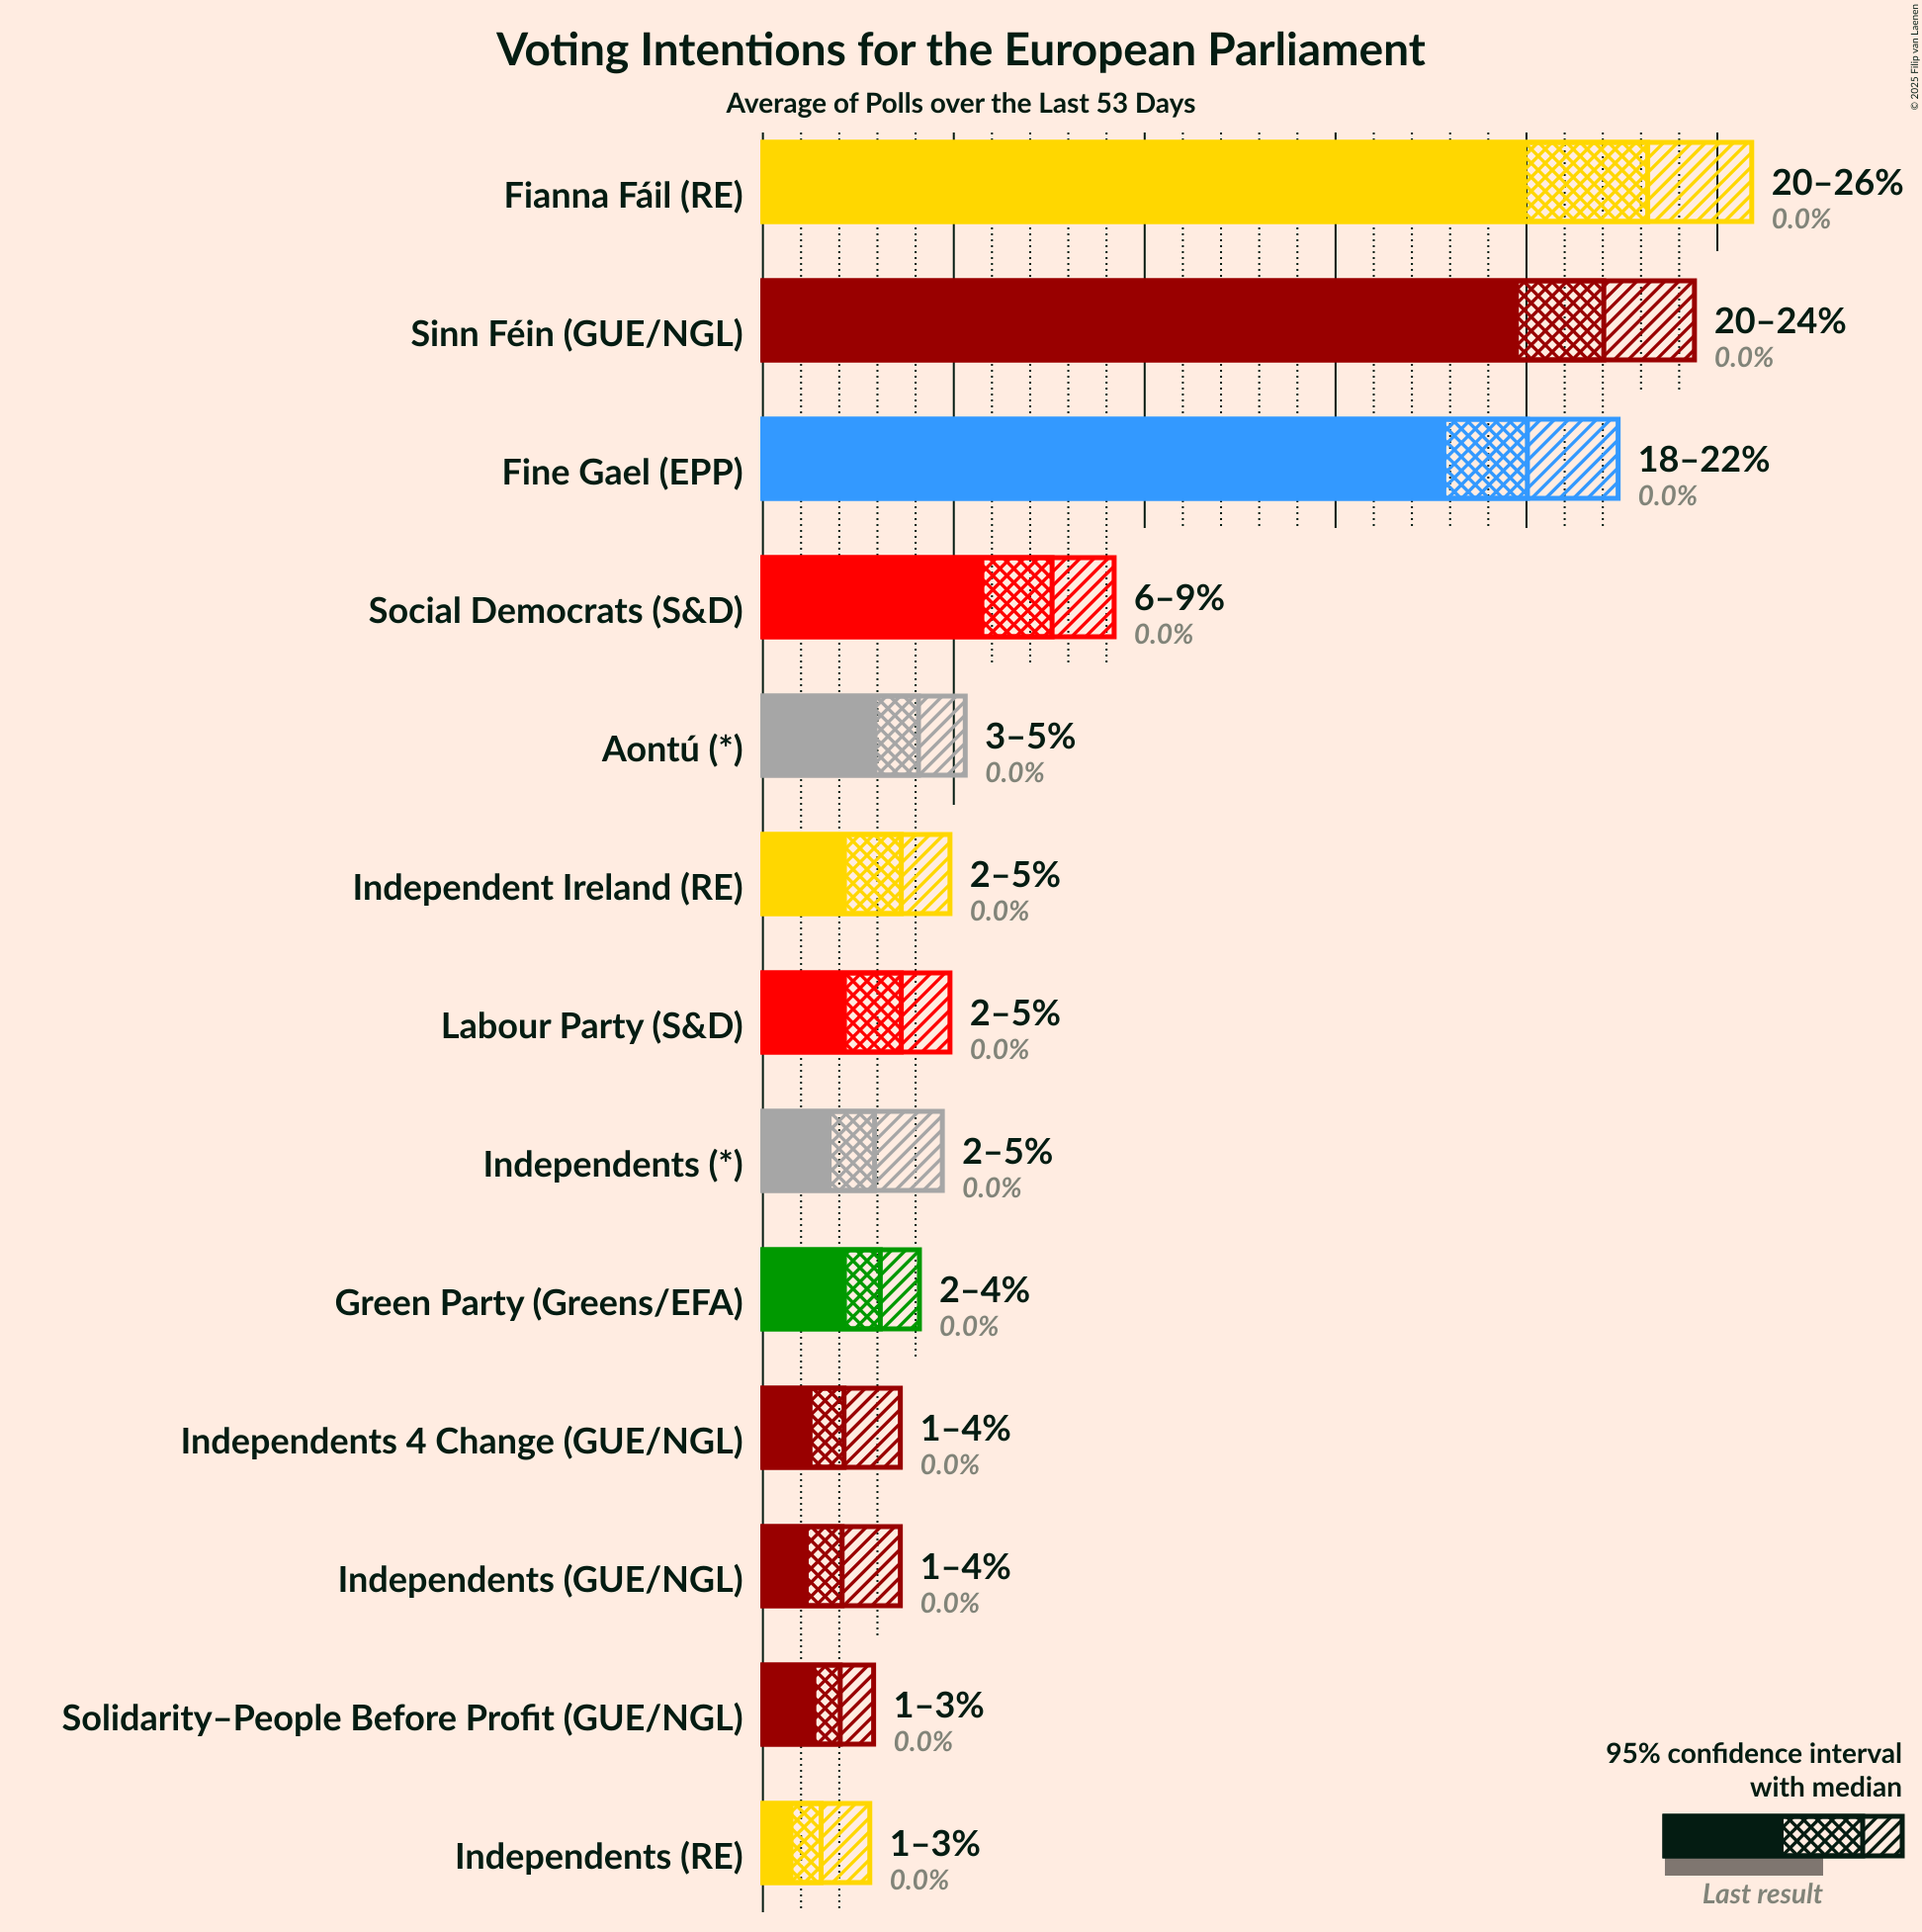 Voting Intentions for the European Parliament
Average of Polls over the Last 53 Days
© 2025 Filip van Laenen
Fianna Fáil (RE)
20–26%
0.0%
Sinn Féin (GUE/NGL)
20–24%
0.0%
Fine Gael (EPP)
18–22%
0.0%
Social Democrats (S&D)
6–9%
0.0%
Aontú (*)
3–5%
0.0%
Independent Ireland (RE)
2–5%
0.0%
Labour Party (S&D)
2–5%
0.0%
Independents (*)
2–5%
0.0%
Green Party (Greens/EFA)
2–4%
0.0%
Independents 4 Change (GUE/NGL)
1–4%
0.0%
Independents (GUE/NGL)
1–4%
0.0%
Solidarity–People Before Profit (GUE/NGL)
1–3%
0.0%
Independents (RE)
1–3%
0.0%
95% confidence interval
with median
Last result